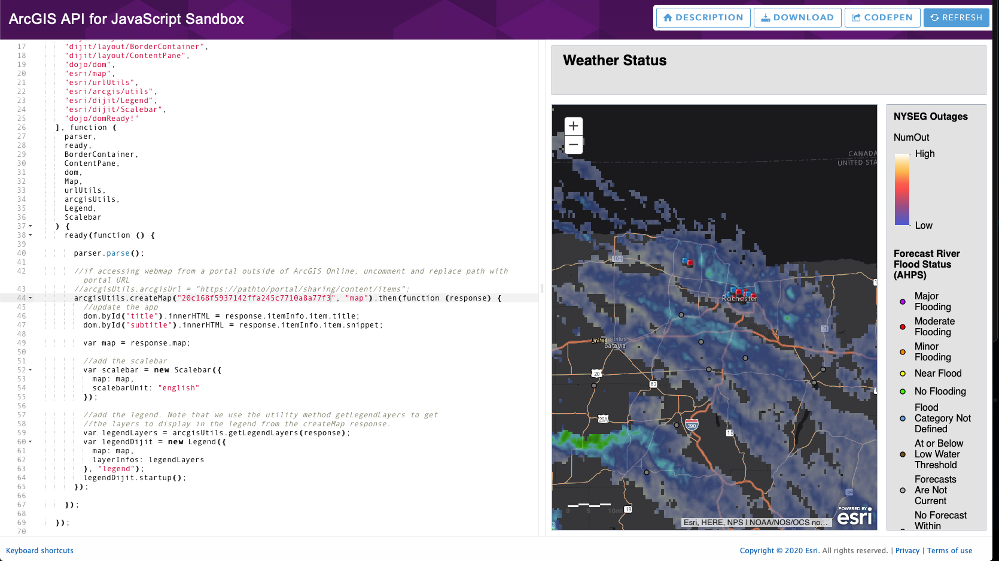 ArcGIS API for JavaScript Sandbox
DESCRIPTION
DOWNLOAD
CODEPEN
REFRESH
17 "dijit/layout/BorderContainer",
18 "dijit/layout/ContentPane",
19 "dojo/dom",
20 "esri/map",
21 "esri/urlUtils",
22 "esri/arcgis/utils",
23 "esri/dijit/Legend",
24 "esri/dijit/Scalebar",
25 "dojo/domReady!"
26 ], function (
27 parser,
28 ready,
29 BorderContainer,
30 ContentPane,
31 dom,
32 Map,
33 urlUtils,
34 arcgisUtils,
35 Legend,
36 Scalebar
37 ) {
38 ready(function () {
39
40 parser.parse();
41
42 //if accessing webmap from a portal outside of ArcGIS Online, uncomment and replace path with
portal URL
43 //arcgisUtils.arcgisUrl = "https://pathto/portal/sharing/content/items";
44 arcgisUtils.createMap("20c168f5937142ffa245c7710a8a77f3", "map").then(function (response) {
45 //update the app
46 dom.byId("title").innerHTML = response.itemInfo.item.title;
47 dom.byId("subtitle").innerHTML = response.itemInfo.item.snippet;
48
49 var map = response.map;
50
51 //add the scalebar
52 var scalebar = new Scalebar({
53 map: map,
54 scalebarUnit: "english"
55 });
56
57 //add the legend. Note that we use the utility method getLegendLayers to get
58 //the layers to display in the legend from the createMap response.
59 var legendLayers = arcgisUtils.getLegendLayers(response);
60 var legendDijit = new Legend({
61 map: map,
62 layerInfos: legendLayers
63 }, "legend");
64 legendDijit.startup();
65 });
66
67 });
68
69 });
70
Weather Status
+
−
CANADA
UNITED STA
104
Rochester
21
United States
Batavia
20
63
20A
390
15
54
19
0 5 10mi
Esri, HERE, NPS | NOAA/NOS/OCS no...
POWERED BY
esri
NYSEG Outages
NumOut
High
Low
Forecast River
Flood Status
(AHPS)
Major
Flooding
Moderate
Flooding
Minor
Flooding
Near Flood
No Flooding
Flood
Category Not
Defined
At or Below
Low Water
Threshold
Forecasts
Are Not
Current
No Forecast
Within
Keyboard shortcuts
Copyright © 2020 Esri. All rights reserved. | Privacy | Terms of use